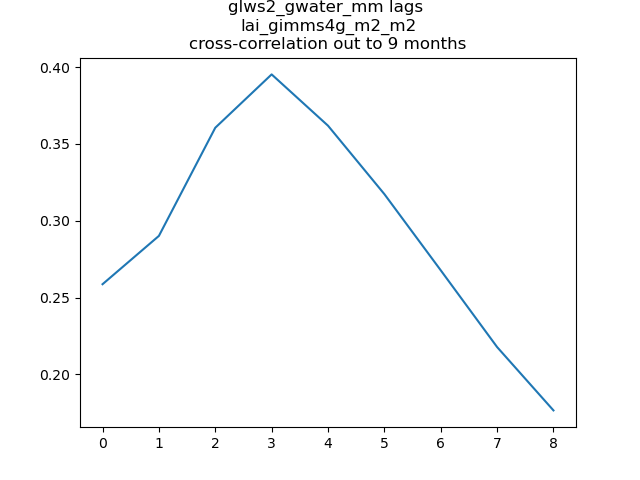 glws2_gwater_mm lags
lai_gimms4g_m2_m2
cross-correlation out to 9 months
0.40
0.35
0.30
0.25
0.20
0 1 2 3 4 5 6 7 8